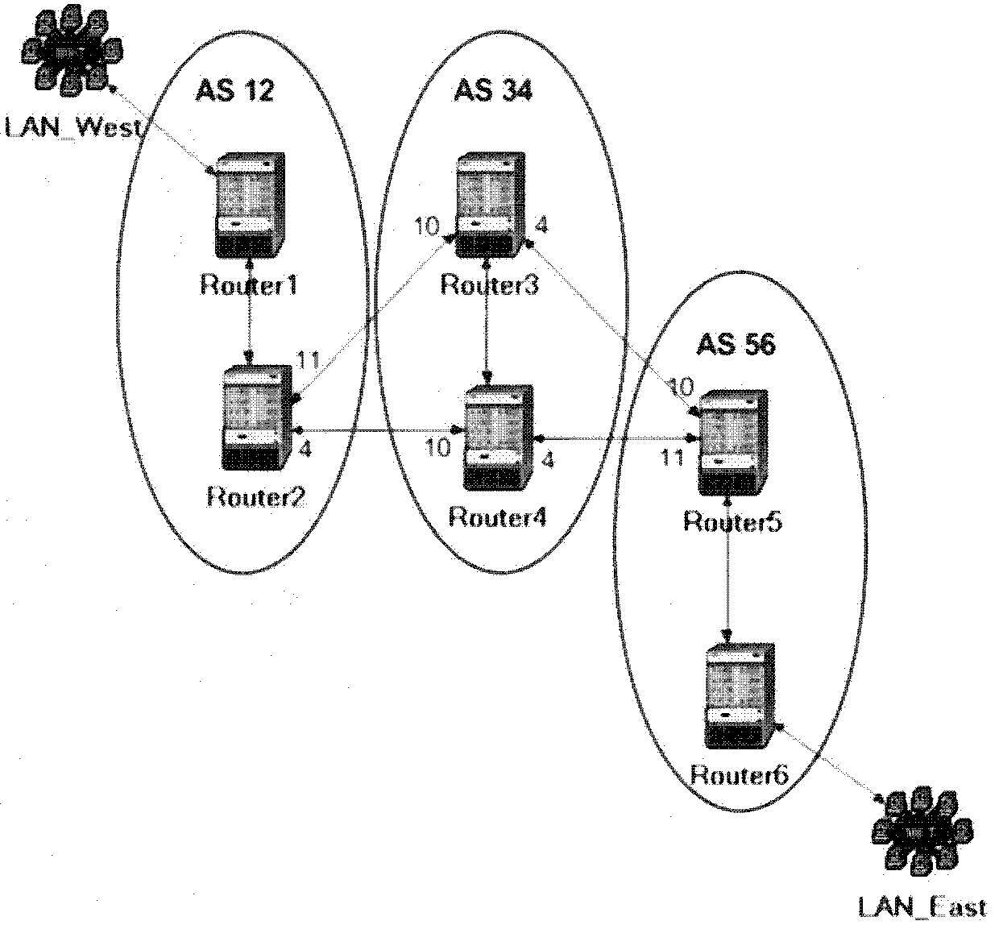 AS 12
AS 34
LAN_West
10
4
Router1
Router3
AS 56
11
10
4
10
4
11
Router2
Router4
Router5
Router6
LAN_East